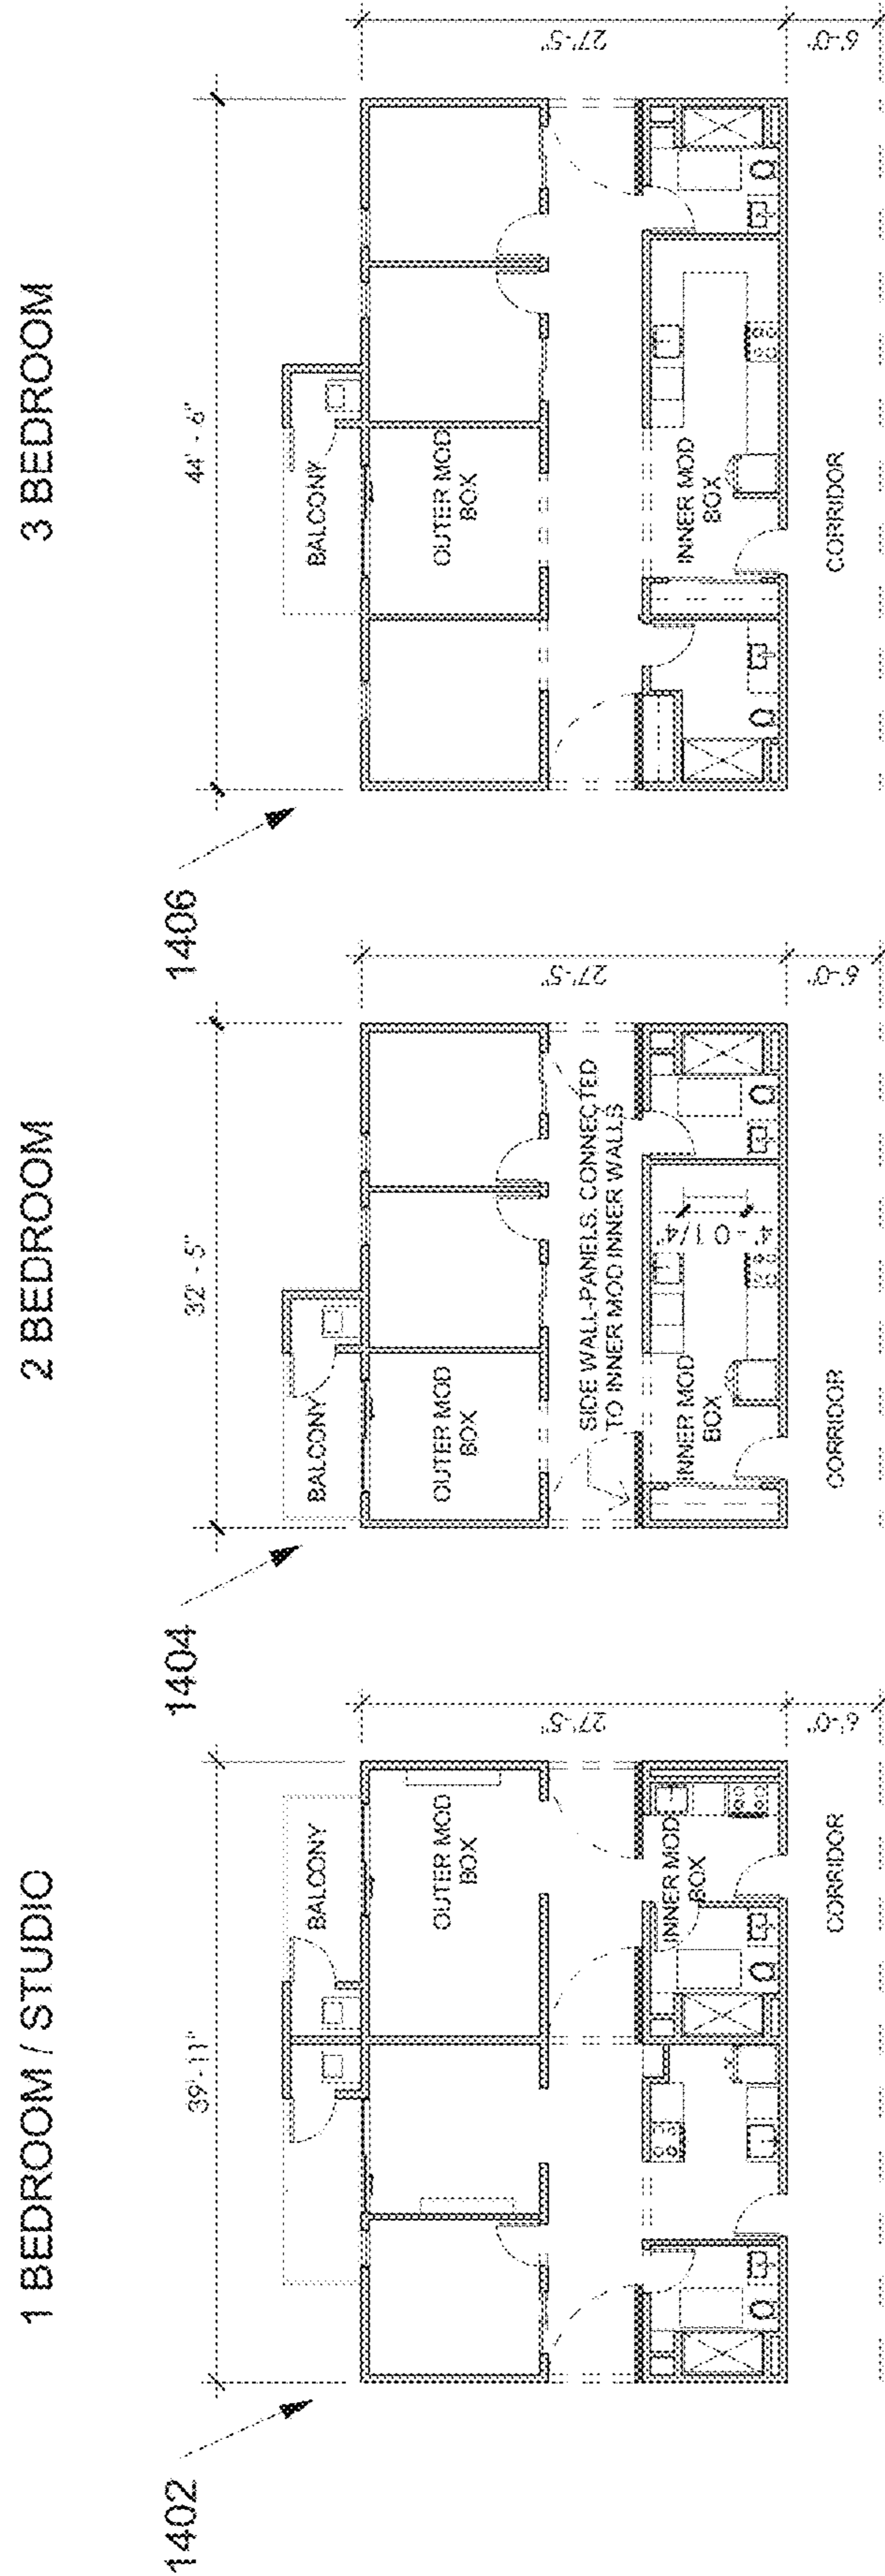 1 BEDROOM / STUDIO
2 BEDROOM
3 BEDROOM
1402
39'-11"
BALCONY
OUTER MOD
BOX
INNER MOD
BOX
CORRIDOR
27'-5"
6'-0"
1404
32' - 5"
BALCONY
OUTER MOD
BOX
SIDE WALL-PANELS, CONNECTED
TO INNER MOD INNER WALLS
INNER MOD
BOX
4' - 0 1/4"
CORRIDOR
27'-5"
6'-0"
1406
44' - 6"
BALCONY
OUTER MOD
BOX
INNER MOD
BOX
CORRIDOR
27'-5"
6'-0"